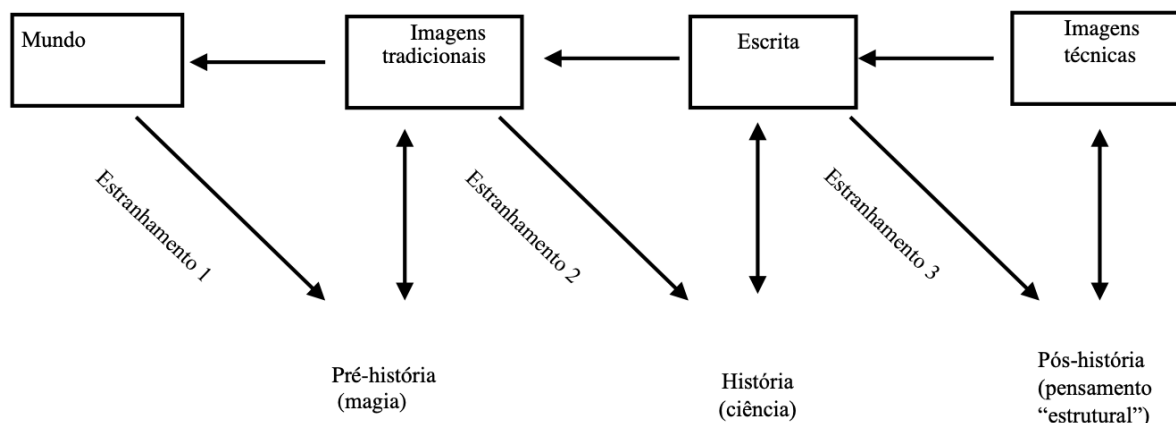 Mundo
Imagens
tradicionais
Escrita
Imagens
técnicas
Estranhamento 1
Estranhamento 2
Estranhamento 3
Pré-história
(magia)
História
(ciência)
Pós-história
(pensamento
“estrutural”)